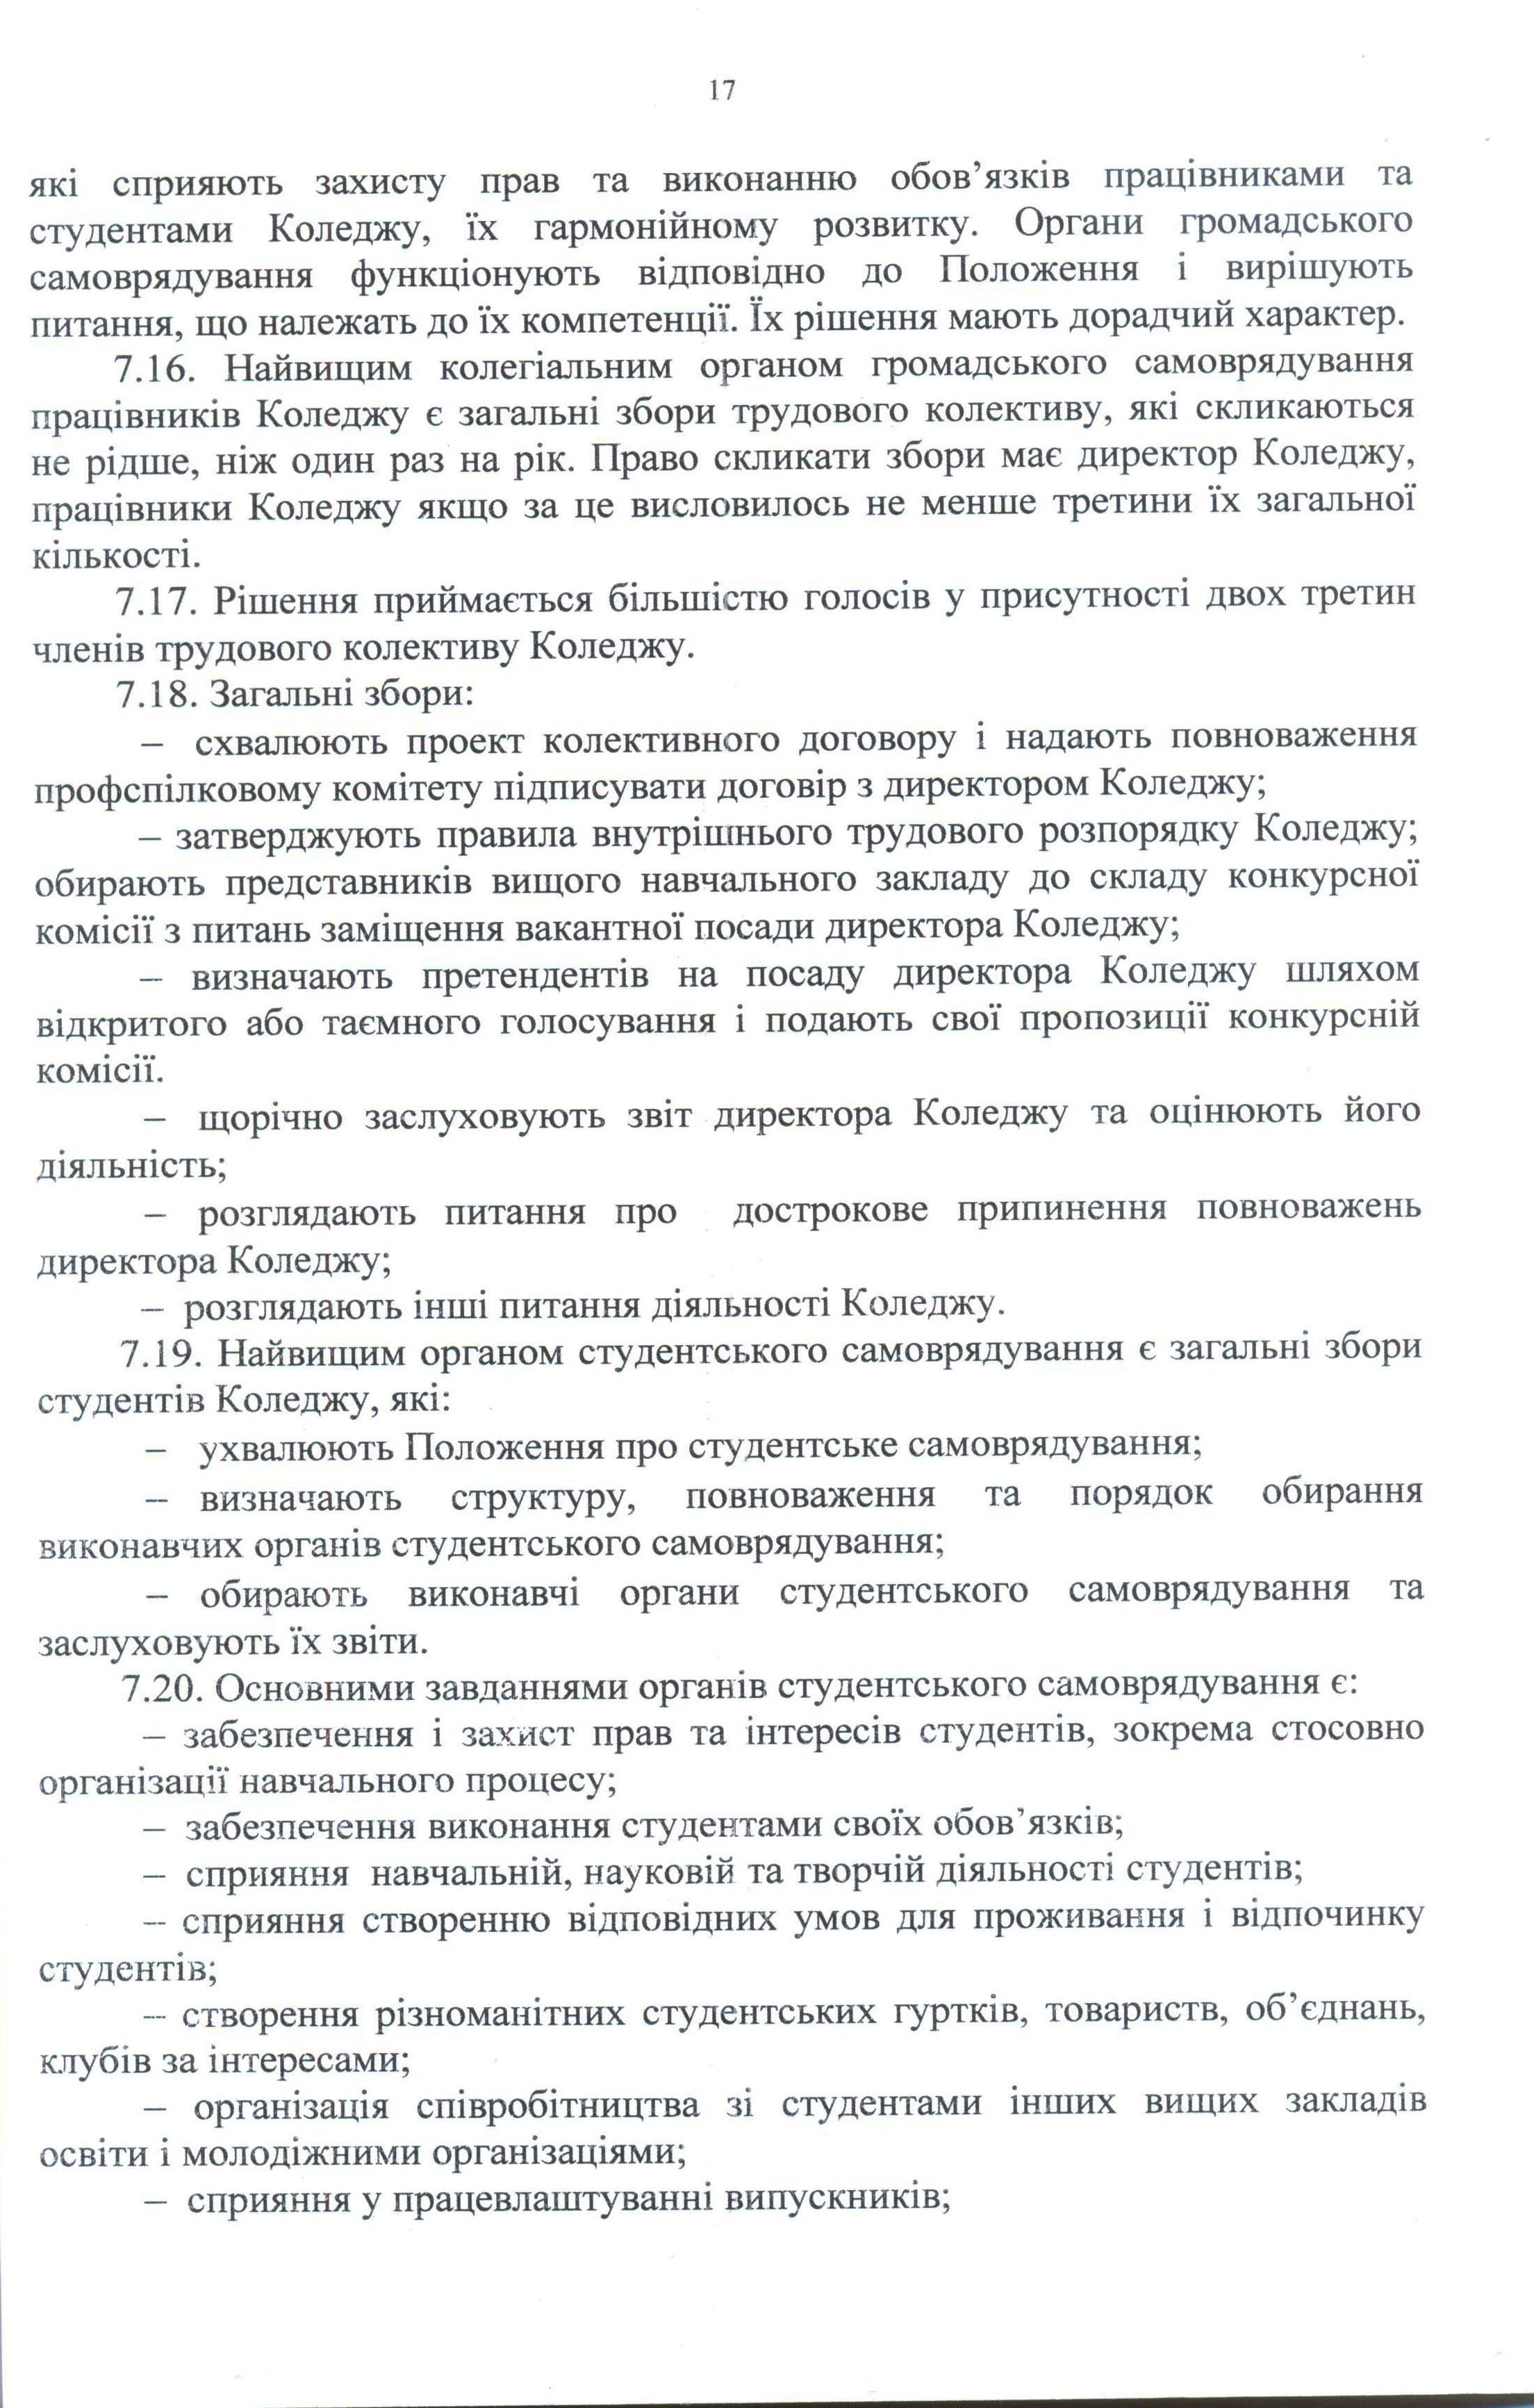 17
які сприяють захисту прав та виконанню обов’язків працівниками та
студентами Коледжу, їх гармонійному розвитку. Органи громадського
самоврядування функціонують відповідно до Положення і вирішують
питання, що належать до їх компетенції. Їх рішення мають дорадчий характер.
7.16. Найвищим колегіальним органом громадського самоврядування
працівників Коледжу є загальні збори трудового колективу, які скликаються
не рідше, ніж один раз на рік. Право скликати збори має директор Коледжу,
працівники Коледжу якщо за це висловилось не менше третини їх загальної
кількості.
7.17. Рішення приймається більшістю голосів у присутності двох третин
членів трудового колективу Коледжу.
7.18. Загальні збори:
– схвалюють проект колективного договору і надають повноваження
профспілковому комітету підписувати договір з директором Коледжу;
– затверджують правила внутрішнього трудового розпорядку Коледжу;
обирають представників вищого навчального закладу до складу конкурсної
комісії з питань заміщення вакантної посади директора Коледжу;
– визначають претендентів на посаду директора Коледжу шляхом
відкритого або таємного голосування і подають свої пропозиції конкурсній
комісії.
– щорічно заслуховують звіт директора Коледжу та оцінюють його
діяльність;
– розглядають питання про дострокове припинення повноважень
директора Коледжу;
– розглядають інші питання діяльності Коледжу.
7.19. Найвищим органом студентського самоврядування є загальні збори
студентів Коледжу, які:
– ухвалюють Положення про студентське самоврядування;
– визначають структуру, повноваження та порядок обирання
виконавчих органів студентського самоврядування;
– обирають виконавчі органи студентського самоврядування та
заслуховують їх звіти.
7.20. Основними завданнями органів студентського самоврядування є:
– забезпечення і захист прав та інтересів студентів, зокрема стосовно
організації навчального процесу;
– забезпечення виконання студентами своїх обов’язків;
– сприяння навчальній, науковій та творчій діяльності студентів;
– сприяння створенню відповідних умов для проживання і відпочинку
студентів;
– створення різноманітних студентських гуртків, товариств, об’єднань,
клубів за інтересами;
– організація співробітництва зі студентами інших вищих закладів
освіти і молодіжними організаціями;
– сприяння у працевлаштуванні випускників;